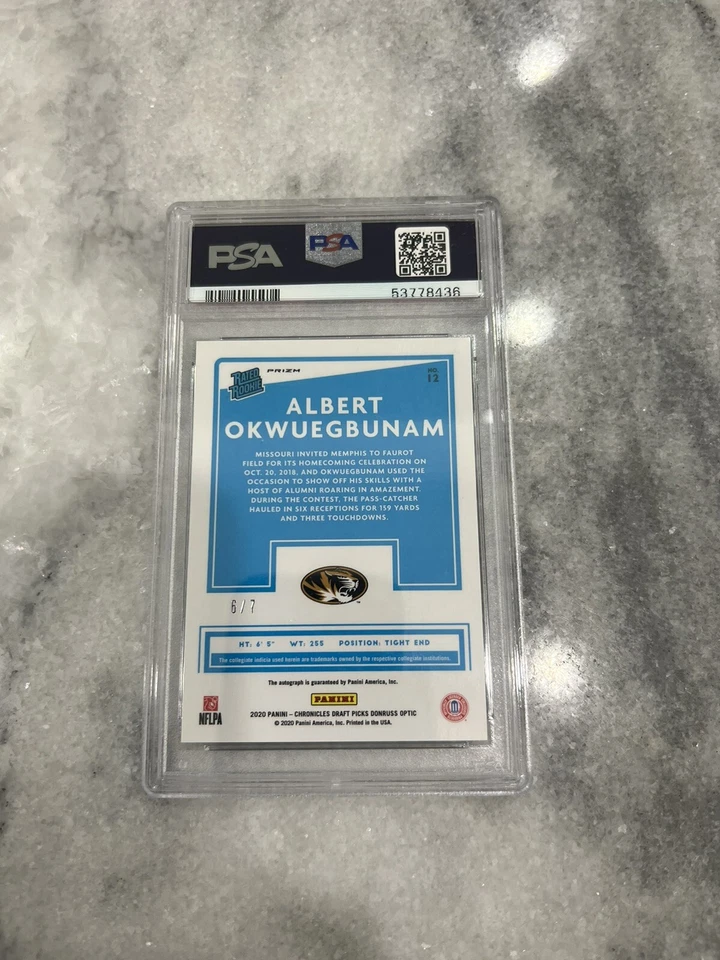 PSA
PSA
53778436
RATED ROOKIE
PRIZM
NO. 12
ALBERT
OKWUEGBUNAM
MISSOURI INVITED MEMPHIS TO FAUROT
FIELD FOR ITS HOMECOMING CELEBRATION ON
OCT. 20, 2018, AND OKWUEGBUNAM USED THE
OCCASION TO SHOW OFF HIS SKILLS WITH A
HOST OF ALUMNI ROARING IN AMAZEMENT.
DURING THE CONTEST, THE PASS-CATCHER
HAULED IN SIX RECEPTIONS FOR 159 YARDS
AND THREE TOUCHDOWNS.
6/7
HT: 6' 5" WT: 255 POSITION: TIGHT END
The collegiate indicia used herein are trademarks owned by the respective collegiate institutions.
The autograph is guaranteed by Panini America, Inc.
PANINI
NFLPA
2020 PANINI – CHRONICLES DRAFT PICKS DONRUSS OPTIC
© 2020 Panini America, Inc. Printed in the USA.